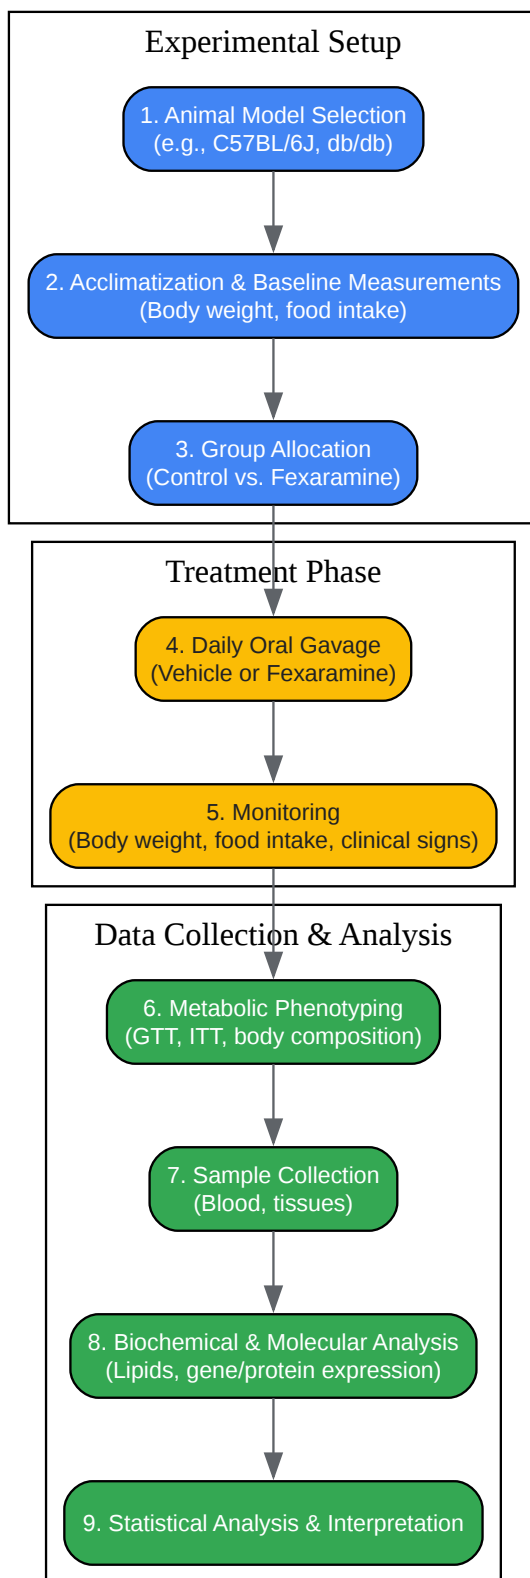 Experimental Setup
1. Animal Model Selection
(e.g., C57BL/6J, db/db)
2. Acclimatization & Baseline Measurements
(Body weight, food intake)
3. Group Allocation
(Control vs. Fexaramine)
Treatment Phase
4. Daily Oral Gavage
(Vehicle or Fexaramine)
5. Monitoring
(Body weight, food intake, clinical signs)
Data Collection & Analysis
6. Metabolic Phenotyping
(GTT, ITT, body composition)
7. Sample Collection
(Blood, tissues)
8. Biochemical & Molecular Analysis
(Lipids, gene/protein expression)
9. Statistical Analysis & Interpretation